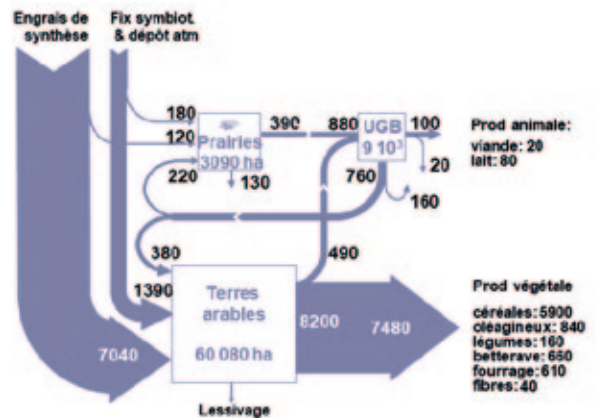 Engrais de
synthèse
Fix symbiot.
& dépôt atm
180
120
220
Prairies
3090 ha
130
390
880
UGB
9 10³
100
20
760
160
Prod animale:
viande: 20
lait: 80
380
490
1390
7040
Terres
arables
60 080 ha
8200
7480
Lessivage
Prod végétale
céréales: 5900
oléagineux: 840
légumes: 160
betterave: 650
fourrage: 610
fibres: 40